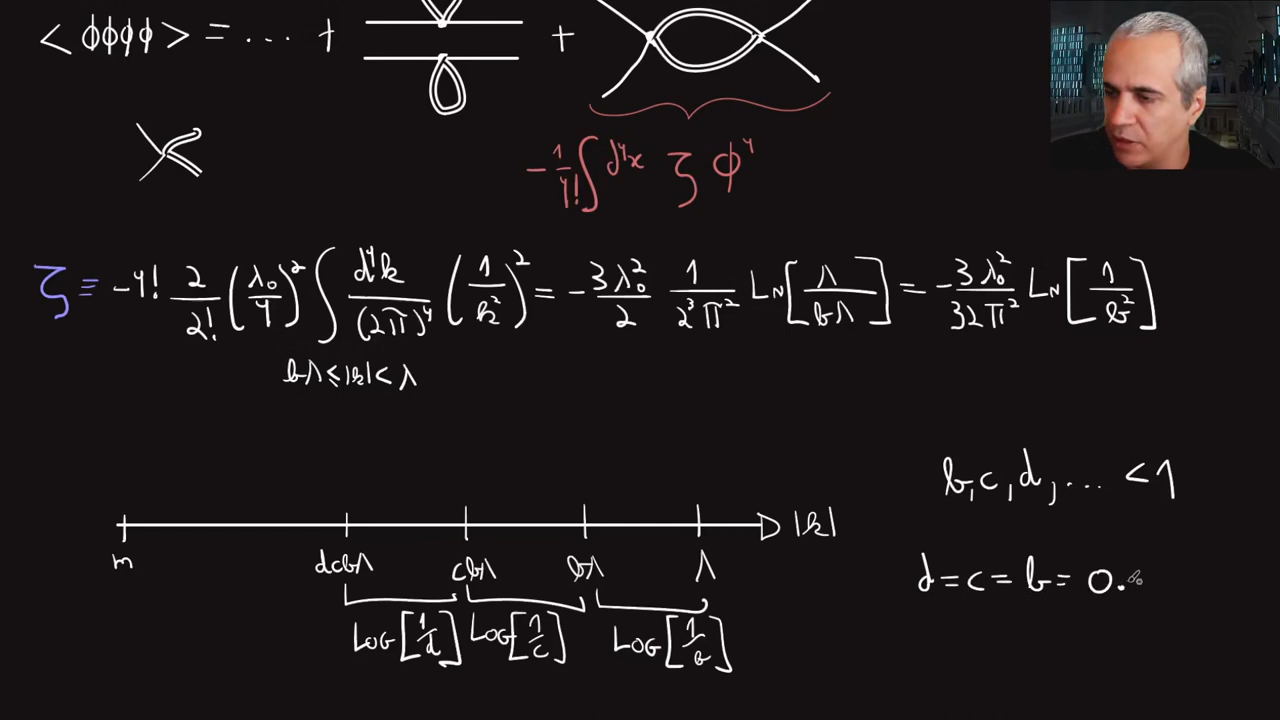 < ϕϕϕϕ > = ... + +
-1/4! ∫ d⁴x ζ ϕ⁴
ζ ≡ -4! 2/2! (λ₀/4)² ∫ d⁴k/(2π)⁴ (1/k²)² = -3λ₀²/2 1/2³π² LN[Λ/bΛ] = -3λ₀²/32π² LN[1/b²]
bΛ ≤ |k| < Λ
b, c, d, ... < 1
|k|
m dcbΛ cbΛ bΛ Λ
d = c = b = 0.
LOG[1/d] LOG[1/c] LOG[1/b]